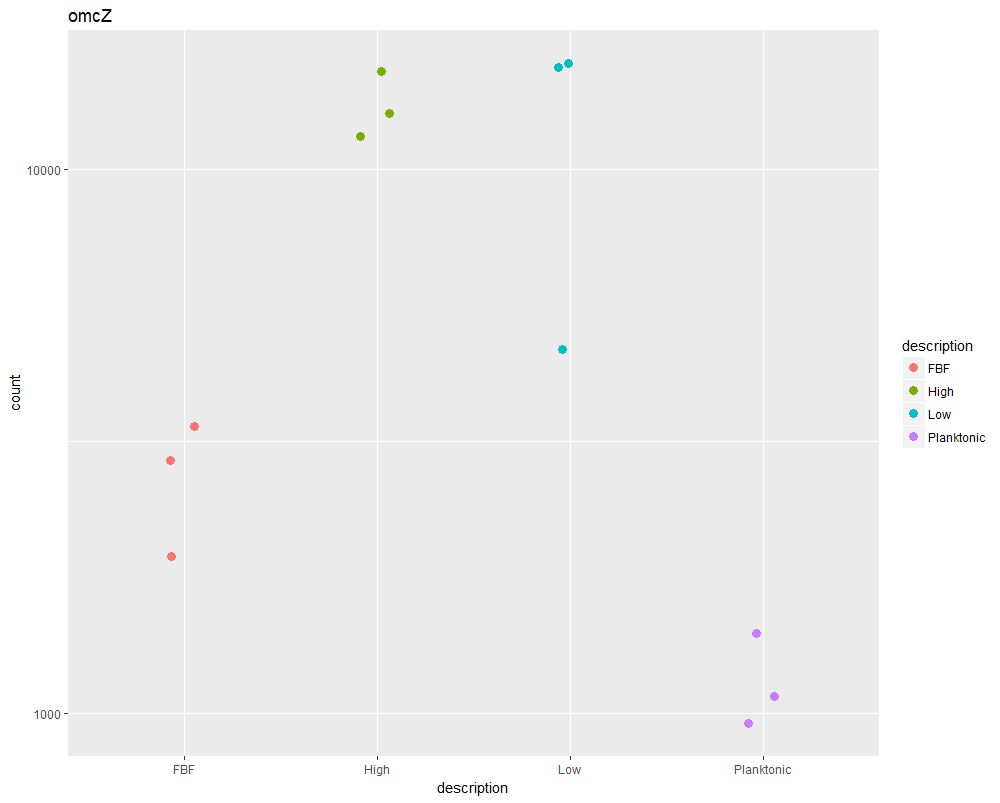 omcZ
count
10000
1000
FBF
High
Low
Planktonic
description
description
FBF
High
Low
Planktonic